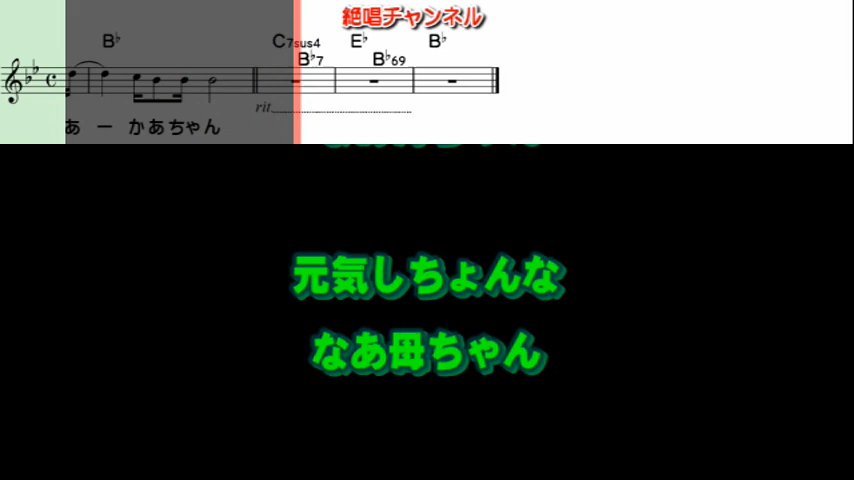 絶唱チャンネル
B♭ C7sus4 E♭ B♭
B♭7 B♭69
rit.
あ ー か あ ちゃ ん
元気しちょんな
なあ母ちゃん